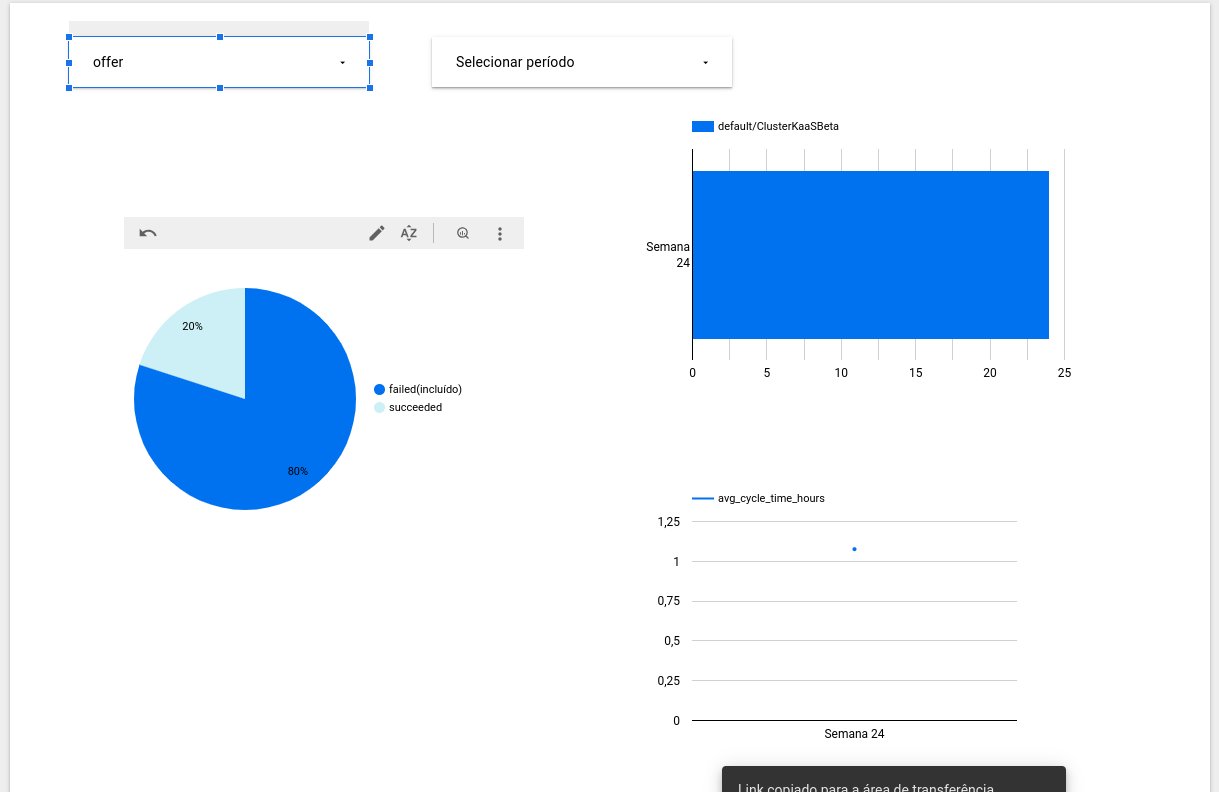 offer
Selecionar período
default/ClusterKaaSBeta
Semana
24
0 5 10 15 20 25
20%
80%
failed(incluído)
succeeded
avg_cycle_time_hours
1,25
1
0,75
0,5
0,25
0
Semana 24
Link copiado para a área de transferência